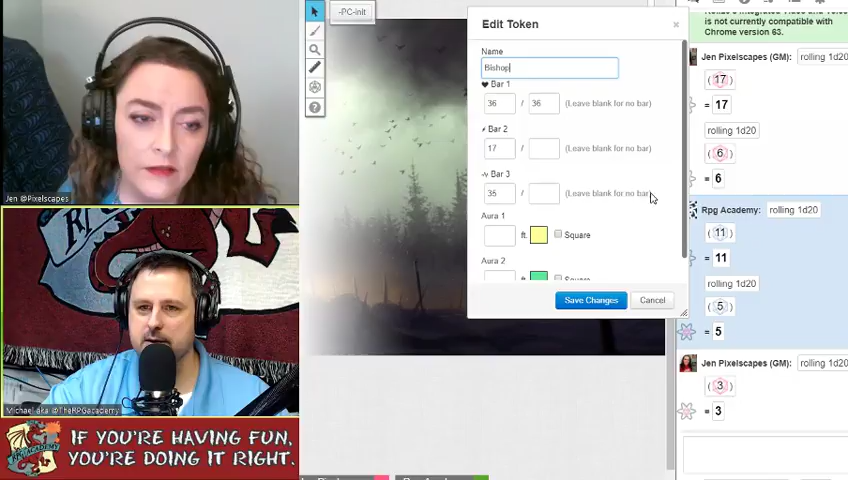 Jen @Pixelscapes
Michael aka @TheRPGacademy
RPG ACADEMY
IF YOU'RE HAVING FUN,
YOU'RE DOING IT RIGHT.
-PC-init
Edit Token
×
Name
Bishop
Bar 1
36 / 36 (Leave blank for no bar)
Bar 2
17 / (Leave blank for no bar)
Bar 3
35 / (Leave blank for no bar)
Aura 1
ft. Square
Aura 2
ft. Square
Save Changes Cancel
is not currently compatible with
Chrome version 63.
Jen Pixelscapes (GM): rolling 1d20
(17)
= 17
rolling 1d20
(6)
= 6
Rpg Academy: rolling 1d20
(11)
= 11
rolling 1d20
(5)
= 5
Jen Pixelscapes (GM): rolling 1d20
(3)
= 3